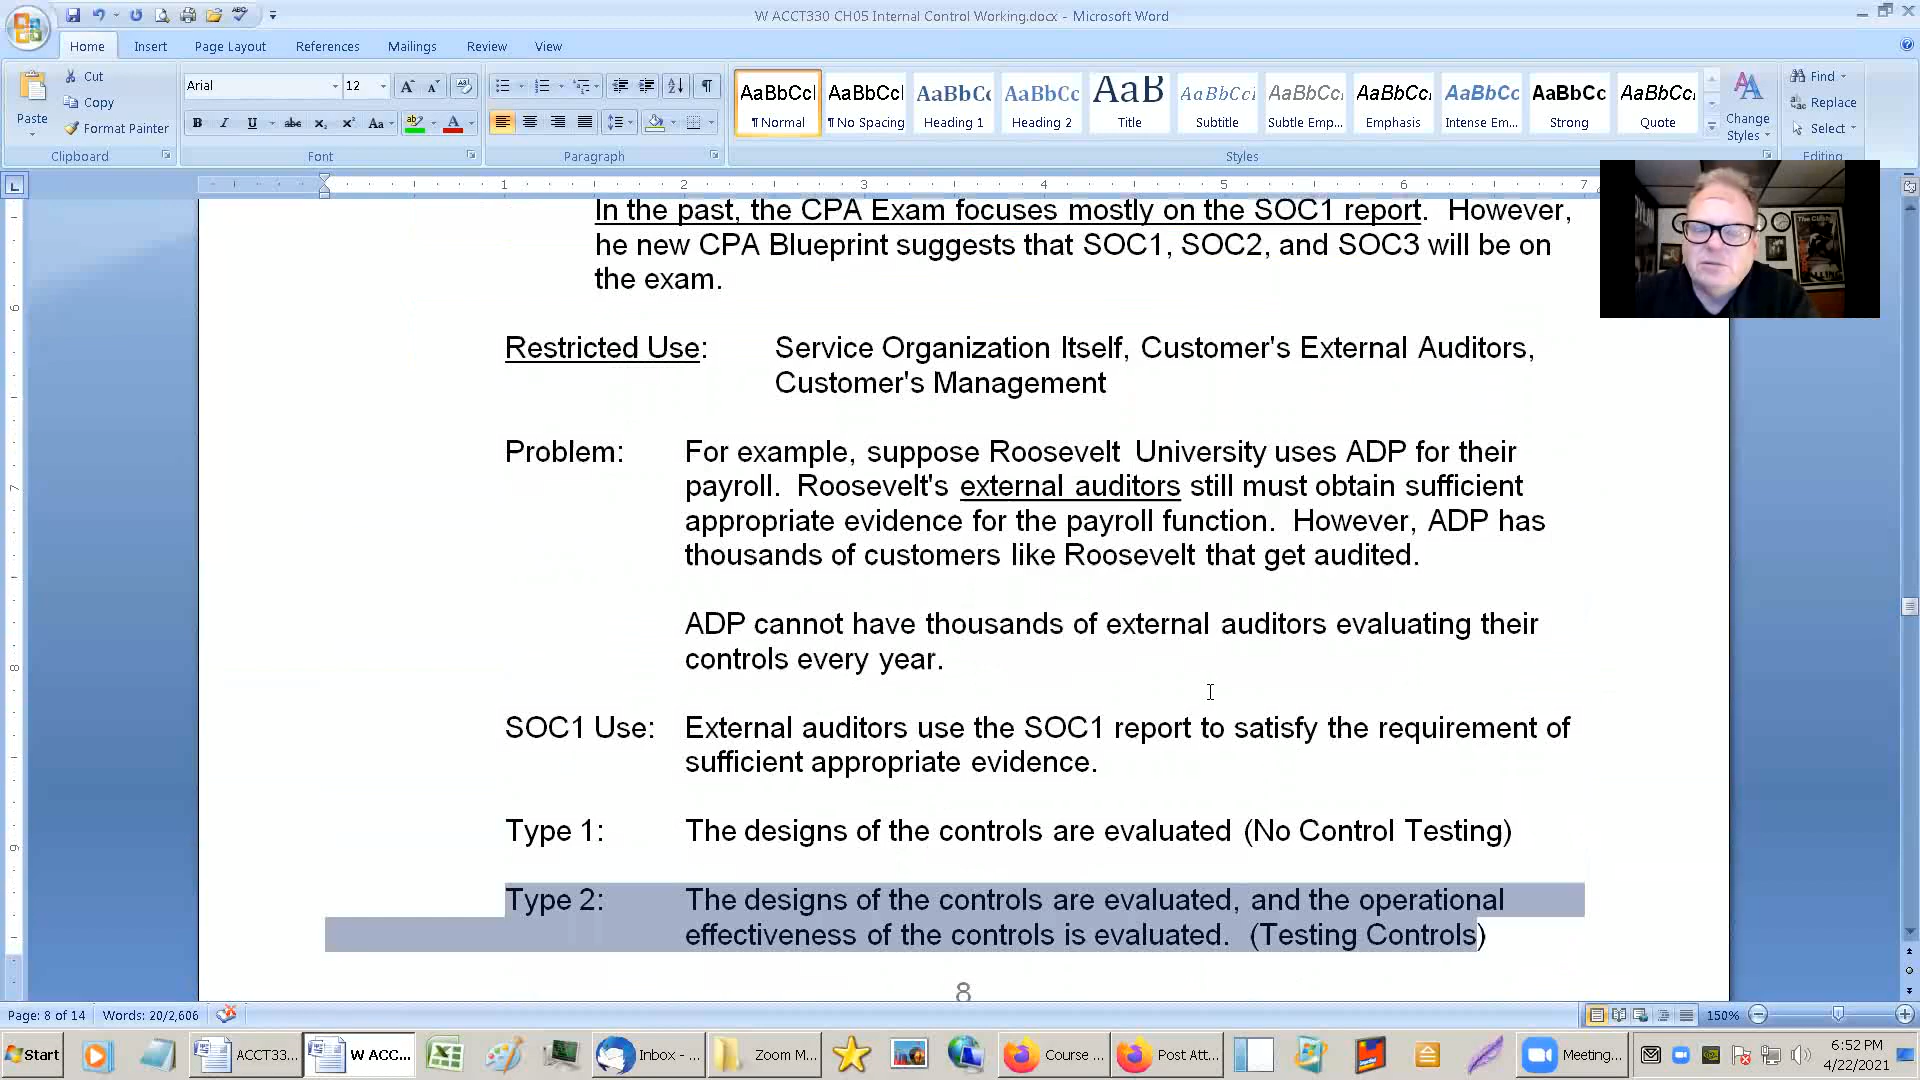 W ACCT330 CH05 Internal Control Working.docx - Microsoft Word
Home Insert Page Layout References Mailings Review View
Paste
Cut
Copy
Format Painter
Clipboard
Arial 12
Font
Paragraph
AaBbCcI AaBbCcI AaBbC AaBbCc AaB AaBbCcI AaBbCcI AaBbCcI AaBbCcI AaBbCc AaBbCcI
¶ Normal ¶ No Spacing Heading 1 Heading 2 Title Subtitle Subtle Emp... Emphasis Intense Em... Strong Quote
Change Styles
Styles
Find
Replace
Select
Editing
1 2 3 4 5 6 7
In the past, the CPA Exam focuses mostly on the SOC1 report. However,
he new CPA Blueprint suggests that SOC1, SOC2, and SOC3 will be on
the exam.
Restricted Use: Service Organization Itself, Customer's External Auditors,
Customer's Management
Problem: For example, suppose Roosevelt University uses ADP for their
payroll. Roosevelt's external auditors still must obtain sufficient
appropriate evidence for the payroll function. However, ADP has
thousands of customers like Roosevelt that get audited.
ADP cannot have thousands of external auditors evaluating their
controls every year.
SOC1 Use: External auditors use the SOC1 report to satisfy the requirement of
sufficient appropriate evidence.
Type 1: The designs of the controls are evaluated (No Control Testing)
Type 2: The designs of the controls are evaluated, and the operational
effectiveness of the controls is evaluated. (Testing Controls)
8
Page: 8 of 14 Words: 20/2,606 150%
Start ACCT33... W ACC... Inbox - ... Zoom M... Course ... Post Att... Meeting... 6:52 PM
4/22/2021